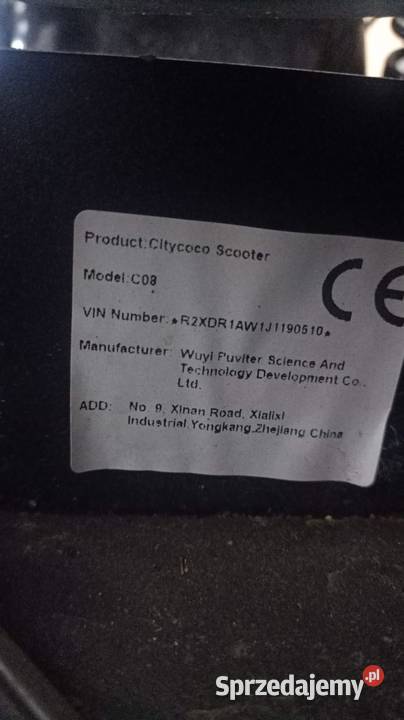 Product:Citycoco Scooter
Model:C08
CE
VIN Number:*R2XDR1AW1J1190510*
Manufacturer: Wuyi Puviter Science And
Technology Development Co.,
Ltd.
ADD: No. 9, Xinan Road, Xialixi
Industrial,Yongkang,Zhejiang China
Sprzedajemy.pl